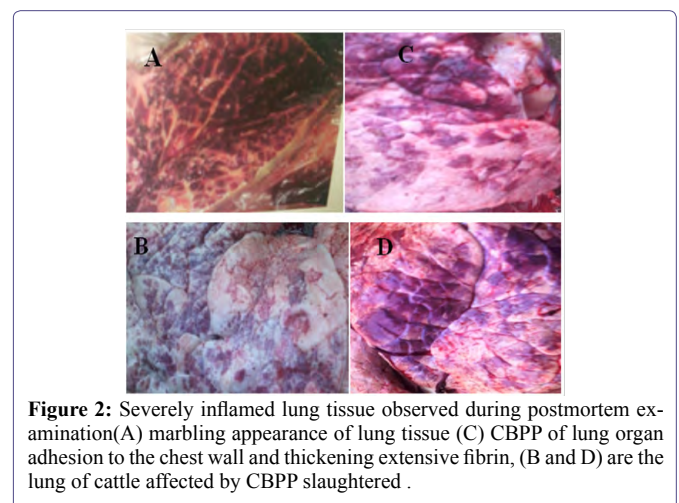 A
C
B
D
Figure 2: Severely inflamed lung tissue observed during postmortem ex-
amination(A) marbling appearance of lung tissue (C) CBPP of lung organ
adhesion to the chest wall and thickening extensive fibrin, (B and D) are the
lung of cattle affected by CBPP slaughtered .